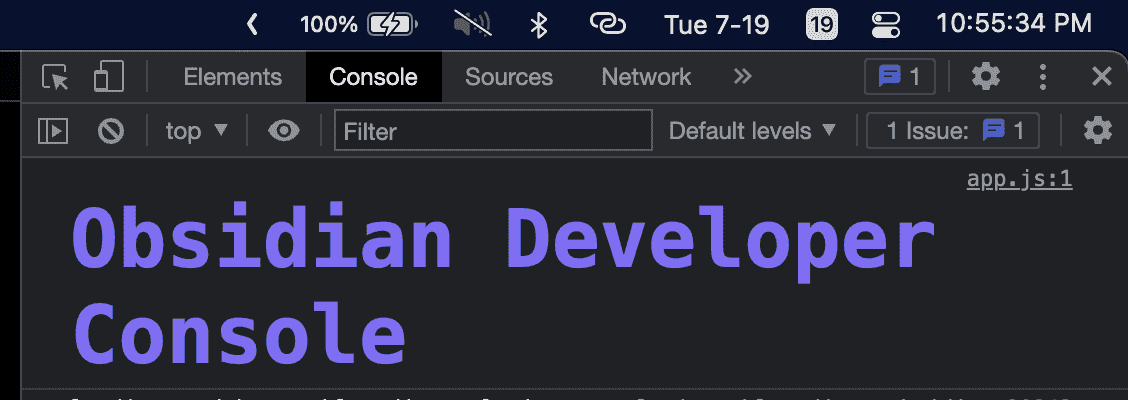 100% Tue 7-19 19 10:55:34 PM
Elements Console Sources Network 1
top Filter Default levels 1 Issue: 1
app.js:1
Obsidian Developer
Console